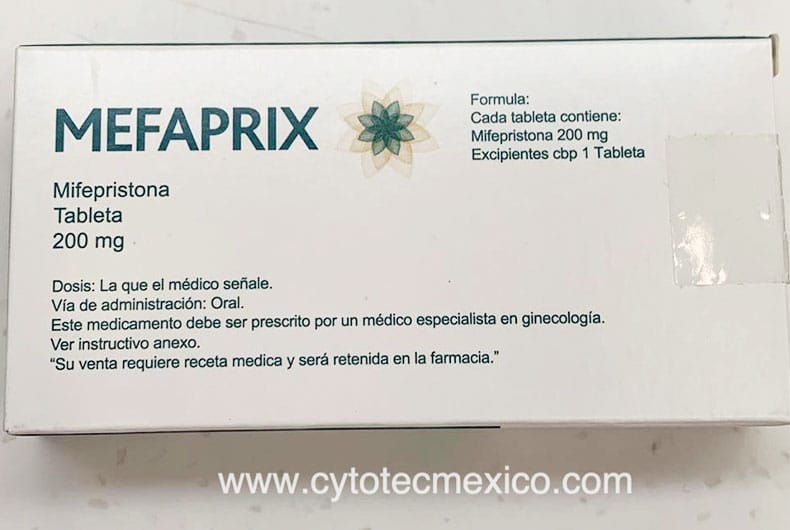 MEFAPRIX
Mifepristona
Tableta
200 mg
Formula:
Cada tableta contiene:
Mifepristona 200 mg
Excipientes cbp 1 Tableta
Dosis: La que el médico señale.
Vía de administración: Oral.
Este medicamento debe ser prescrito por un médico especialista en ginecología.
Ver instructivo anexo.
“Su venta requiere receta medica y será retenida en la farmacia.”
www.cytotecmexico.com